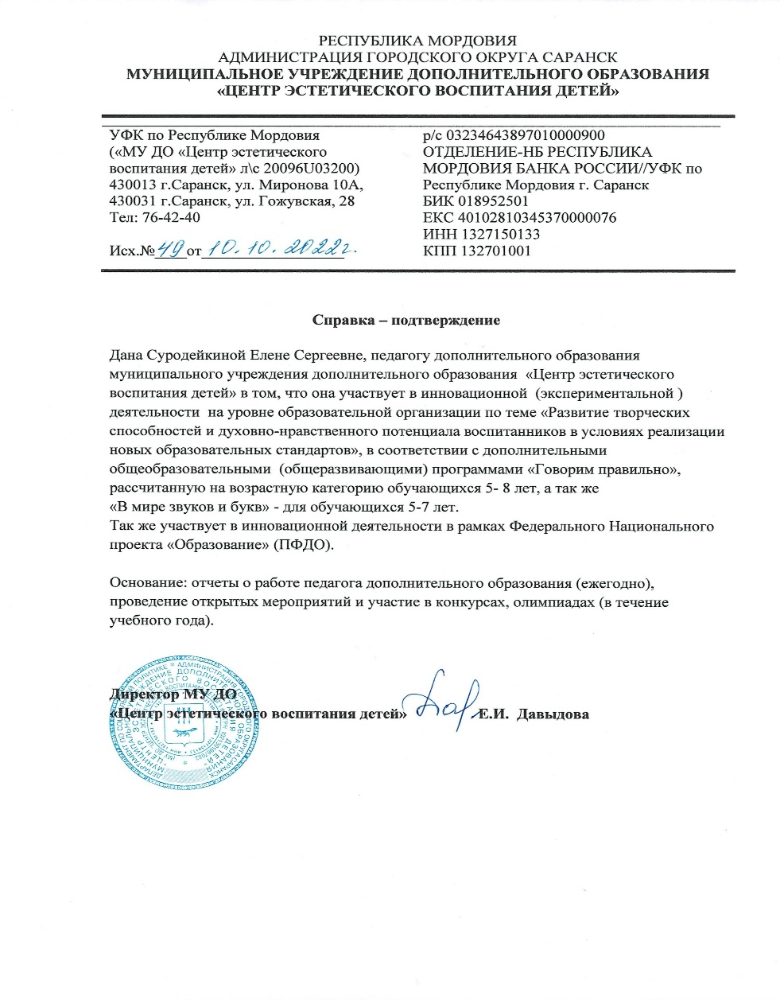 РЕСПУБЛИКА МОРДОВИЯ
АДМИНИСТРАЦИЯ ГОРОДСКОГО ОКРУГА САРАНСК
МУНИЦИПАЛЬНОЕ УЧРЕЖДЕНИЕ ДОПОЛНИТЕЛЬНОГО ОБРАЗОВАНИЯ
«ЦЕНТР ЭСТЕТИЧЕСКОГО ВОСПИТАНИЯ ДЕТЕЙ»
УФК по Республике Мордовия
(«МУ ДО «Центр эстетического
воспитания детей» л\с 20096U03200)
430013 г.Саранск, ул. Миронова 10А,
430031 г.Саранск, ул. Гожувская, 28
Тел: 76-42-40
Исх.№ 49 от 10.10.2022г.
р/с 03234643897010000900
ОТДЕЛЕНИЕ-НБ РЕСПУБЛИКА
МОРДОВИЯ БАНКА РОССИИ//УФК по
Республике Мордовия г. Саранск
БИК 018952501
ЕКС 40102810345370000076
ИНН 1327150133
КПП 132701001
Справка – подтверждение
Дана Суродейкиной Елене Сергеевне, педагогу дополнительного образования
муниципального учреждения дополнительного образования «Центр эстетического
воспитания детей» в том, что она участвует в инновационной (экспериментальной )
деятельности на уровне образовательной организации по теме «Развитие творческих
способностей и духовно-нравственного потенциала воспитанников в условиях реализации
новых образовательных стандартов», в соответствии с дополнительными
общеобразовательными (общеразвивающими) программами «Говорим правильно»,
рассчитанную на возрастную категорию обучающихся 5- 8 лет, а так же
«В мире звуков и букв» - для обучающихся 5-7 лет.
Так же участвует в инновационной деятельности в рамках Федерального Национального
проекта «Образование» (ПФДО).
Основание: отчеты о работе педагога дополнительного образования (ежегодно),
проведение открытых мероприятий и участие в конкурсах, олимпиадах (в течение
учебного года).
Директор МУ ДО
«Центр эстетического воспитания детей» Е.И. Давыдова